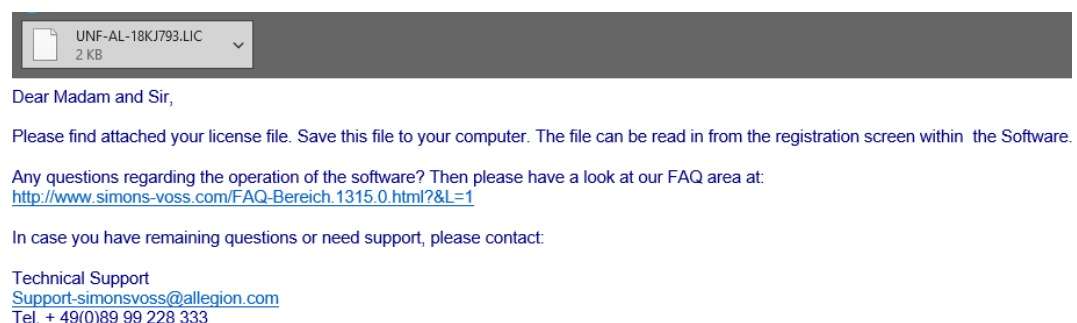 UNF-AL-18KJ793.LIC
2 KB
Dear Madam and Sir,
Please find attached your license file. Save this file to your computer. The file can be read in from the registration screen within  the Software.
Any questions regarding the operation of the software? Then please have a look at our FAQ area at:
http://www.simons-voss.com/FAQ-Bereich.1315.0.html?&L=1
In case you have remaining questions or need support, please contact:
Technical Support
Support-simonsvoss@allegion.com
Tel. + 49(0)89 99 228 333